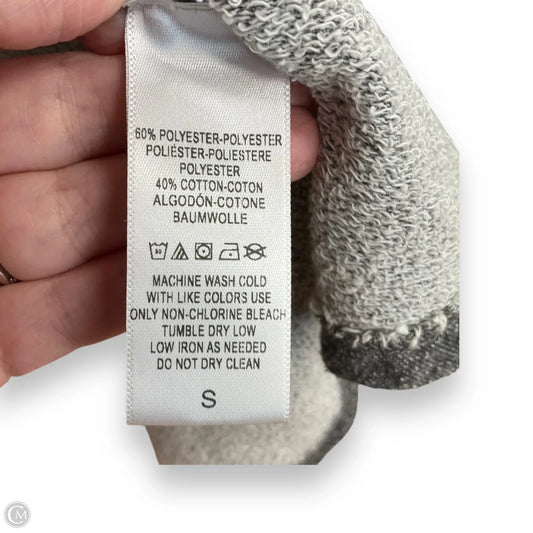 60% POLYESTER-POLYESTER
POLIÉSTER-POLIESTERE
POLYESTER
40% COTTON-COTON
ALGODÓN-COTONE
BAUMWOLLE
MACHINE WASH COLD
WITH LIKE COLORS USE
ONLY NON-CHLORINE BLEACH
TUMBLE DRY LOW
LOW IRON AS NEEDED
DO NOT DRY CLEAN
S
CM